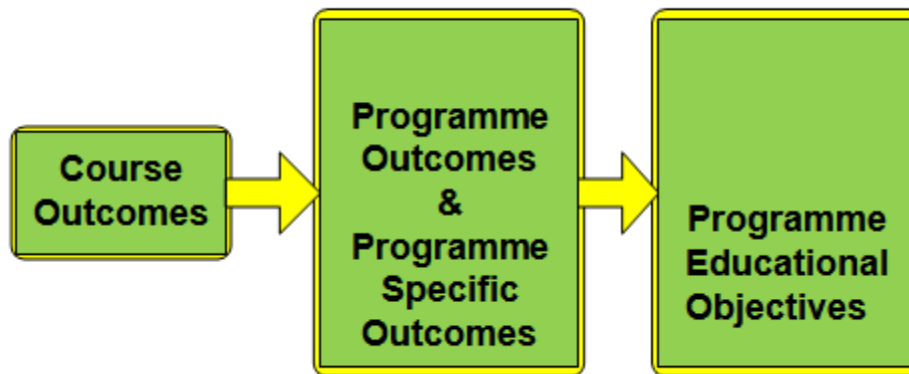 Course
Outcomes
Programme
Outcomes
&
Programme
Specific
Outcomes
Programme
Educational
Objectives